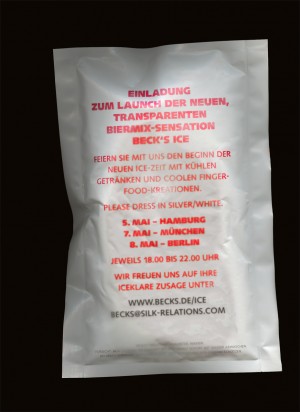 EINLADUNG
ZUM LAUNCH DER NEUEN,
TRANSPARENTEN
BIERMIX-SENSATION
BECK'S ICE
FEIERN SIE MIT UNS DEN BEGINN DER
NEUEN ICE-ZEIT MIT KÜHLEN
GETRÄNKEN UND COOLEN FINGER-
FOOD-KREATIONEN.
PLEASE DRESS IN SILVER/WHITE.
5. MAI – HAMBURG
7. MAI – MÜNCHEN
8. MAI – BERLIN
JEWEILS 18.00 BIS 22.00 UHR
WIR FREUEN UNS AUF IHRE
ICEKLARE ZUSAGE UNTER
WWW.BECKS.DE/ICE
BECKS@SILK-RELATIONS.COM